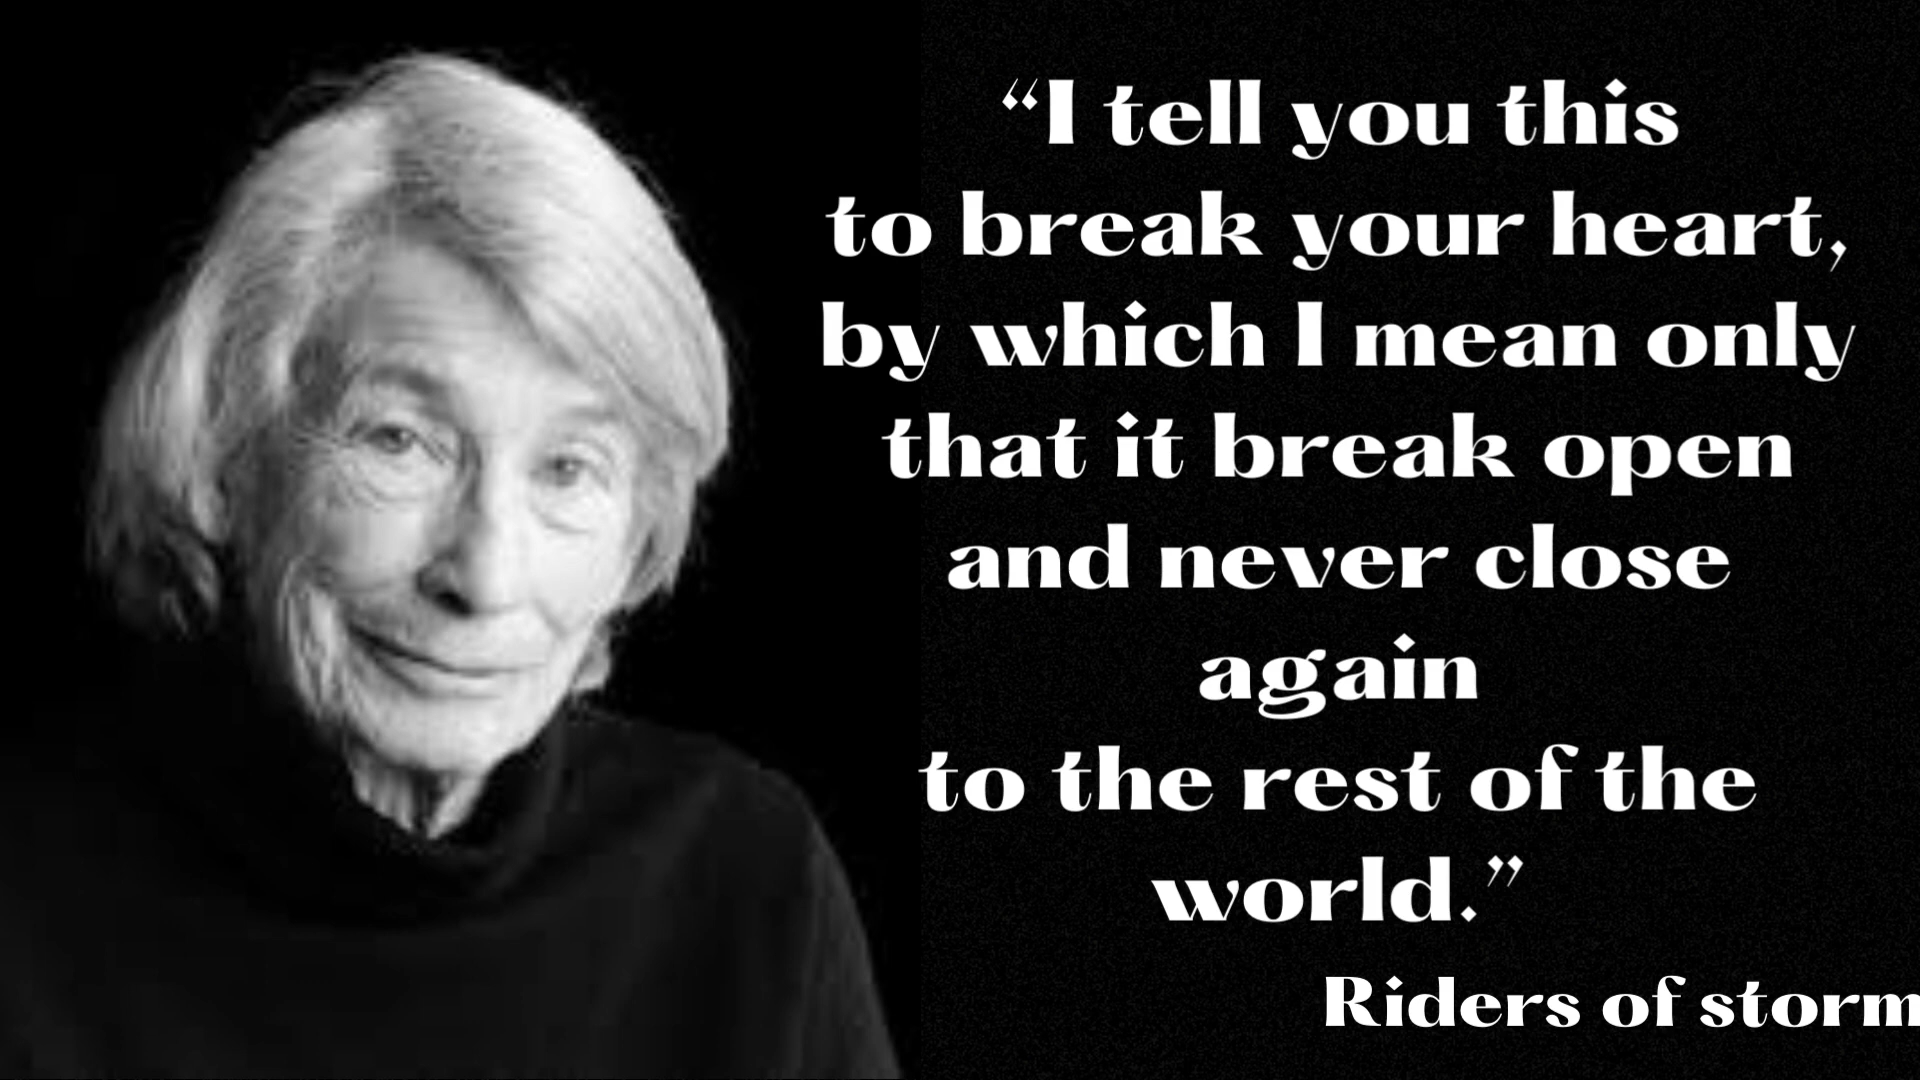 “I tell you this
to break your heart,
by which I mean only
that it break open
and never close
again
to the rest of the
world.”
Riders of storm